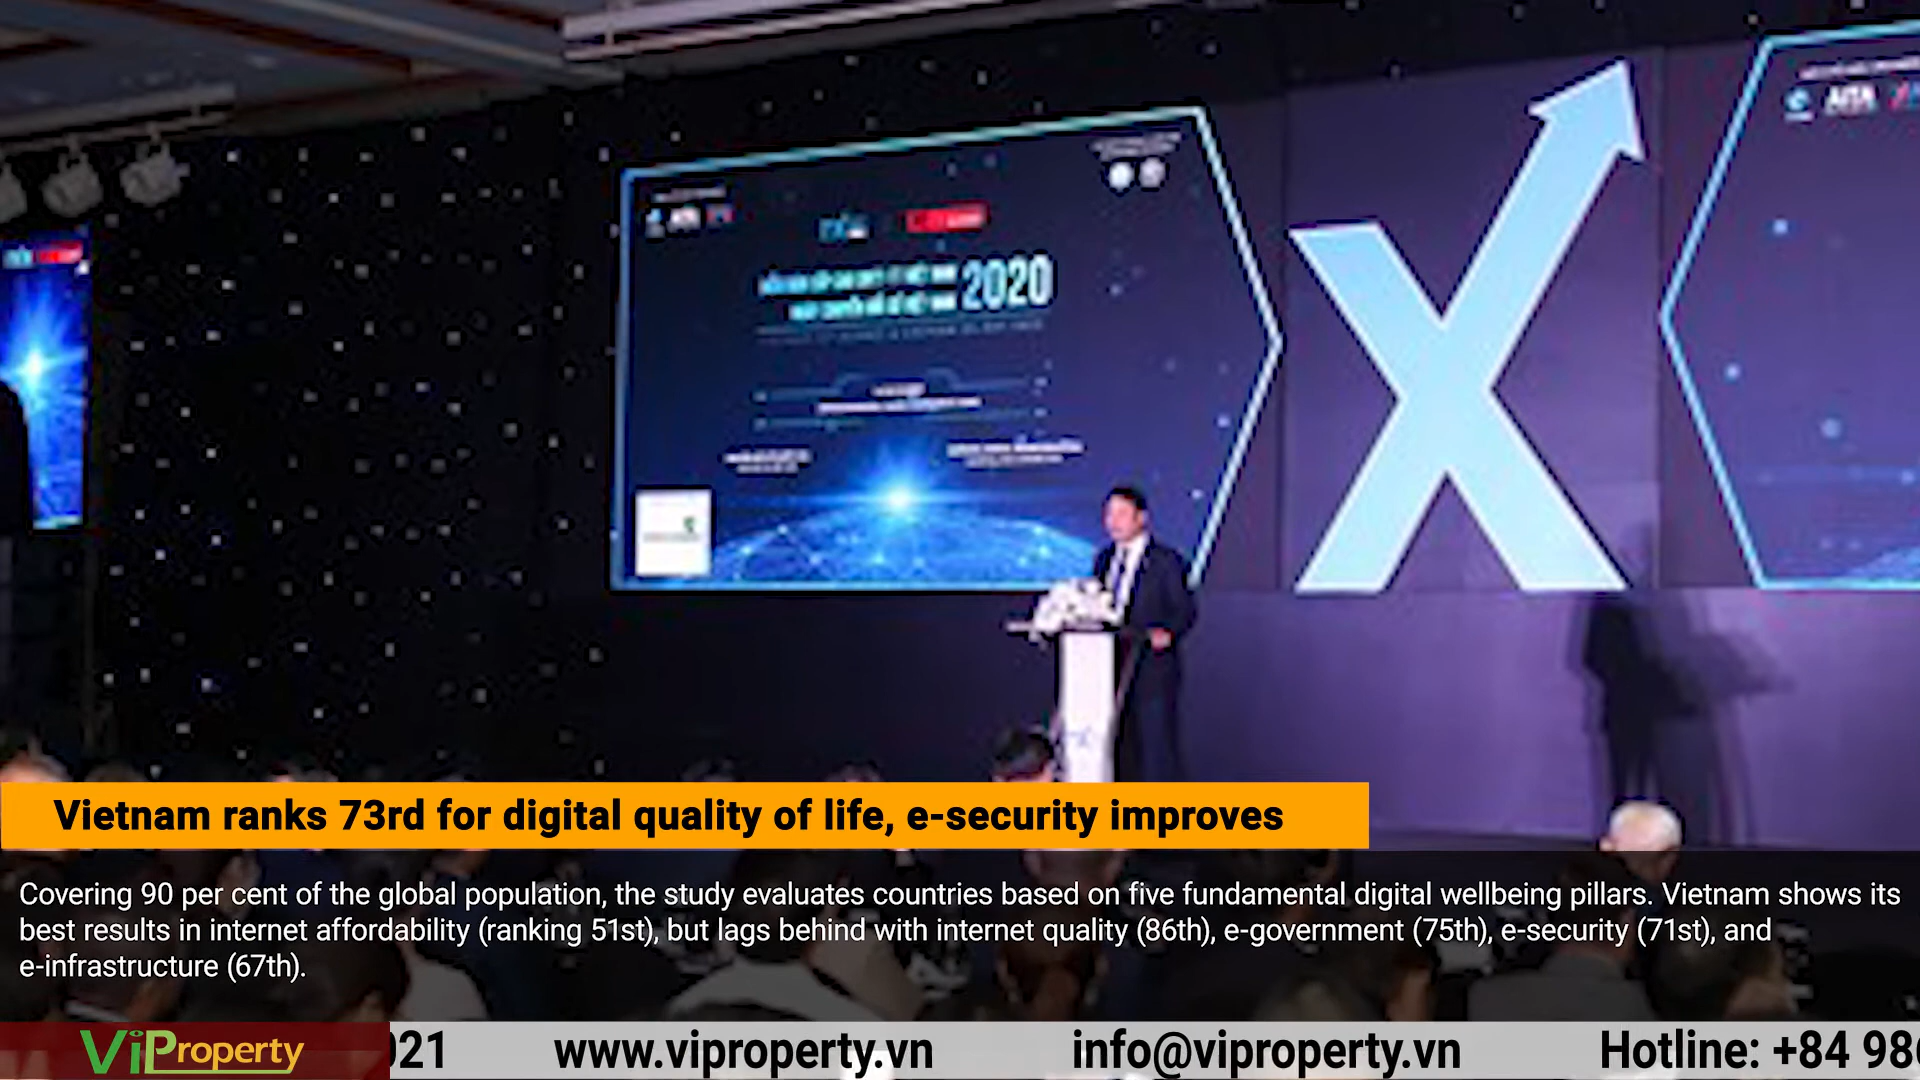 AITA
2020
X
Vietnam ranks 73rd for digital quality of life, e-security improves
Covering 90 per cent of the global population, the study evaluates countries based on five fundamental digital wellbeing pillars. Vietnam shows its
best results in internet affordability (ranking 51st), but lags behind with internet quality (86th), e-government (75th), e-security (71st), and
e-infrastructure (67th).
ViProperty
021 www.viproperty.vn info@viproperty.vn Hotline: +84 98